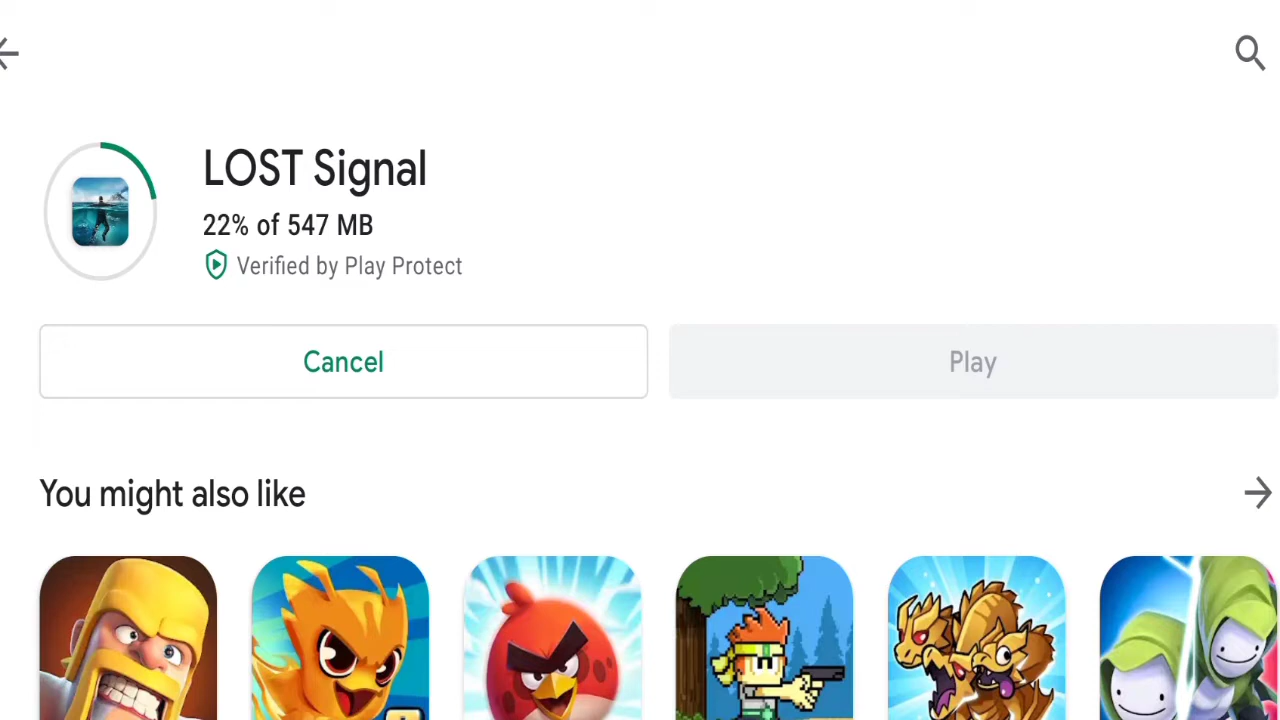 LOST Signal
22% of 547 MB
Verified by Play Protect
Cancel
Play
You might also like